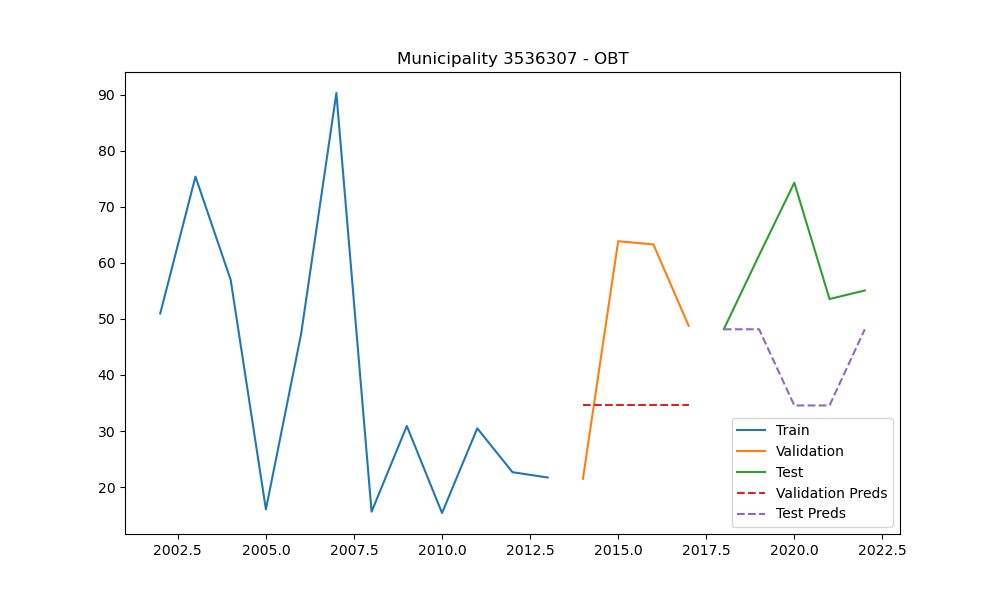 Municipality 3536307 - OBT
90
80
70
60
50
40
30
20
2002.5 2005.0 2007.5 2010.0 2012.5 2015.0 2017.5 2020.0 2022.5
Train
Validation
Test
Validation Preds
Test Preds